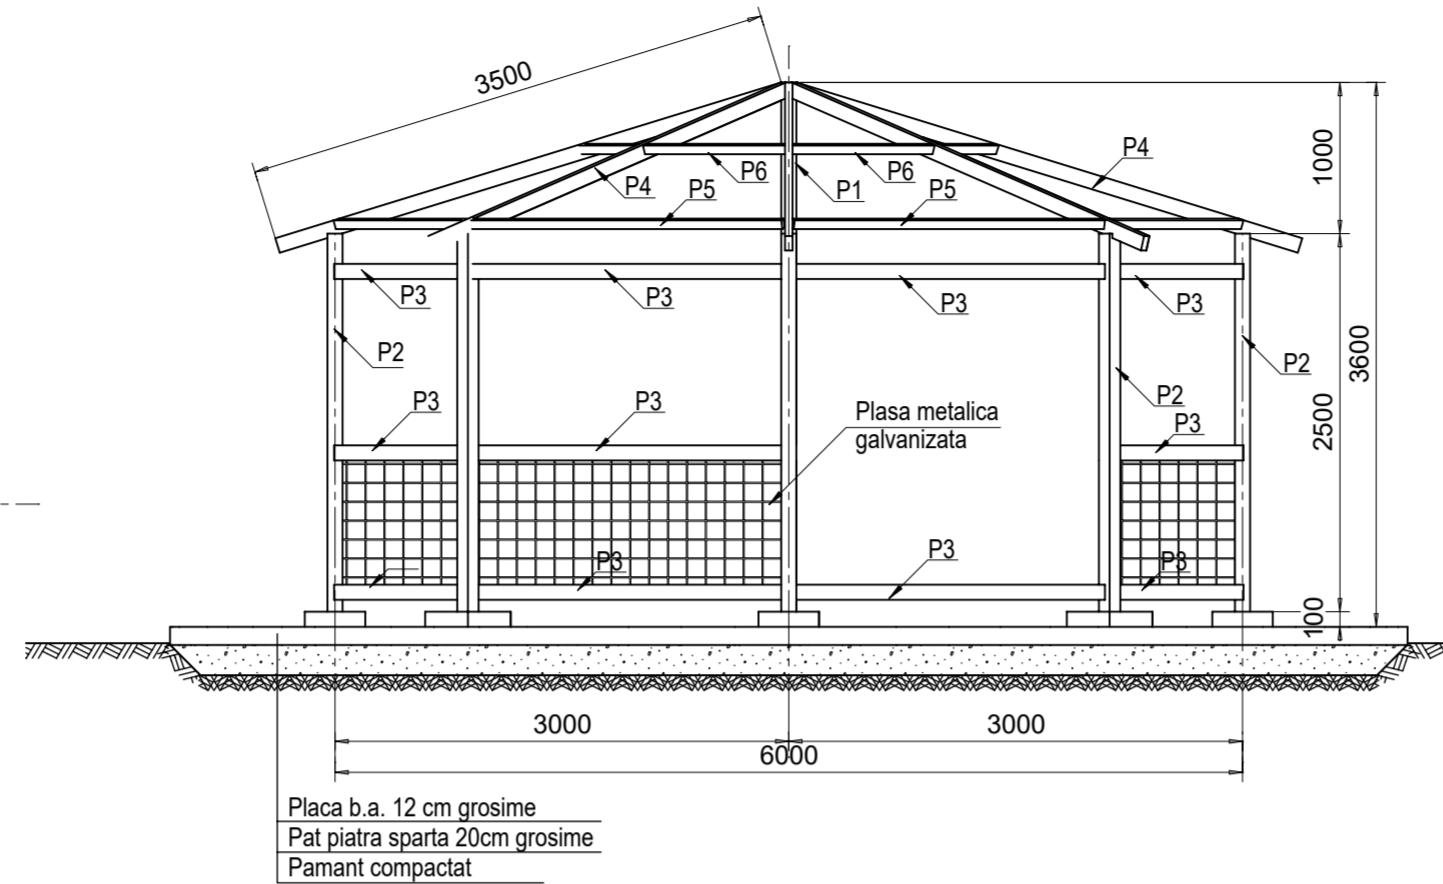 3500
P4
P6
P6
P4
P1
P5
P5
1000
P3
P3
P3
P3
3600
P2
P2
P2
P3
P3
P3
Plasa metalica
galvanizata
2500
P3
P3
P3
100
3000
3000
6000
Placa b.a. 12 cm grosime
Pat piatra sparta 20cm grosime
Pamant compactat